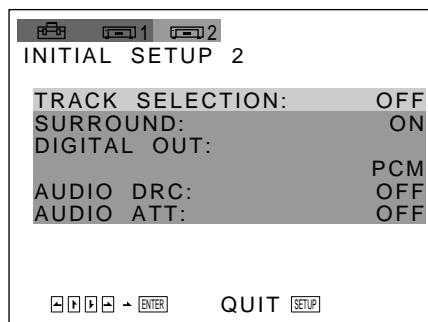 1 2
INITIAL SETUP 2
TRACK SELECTION: OFF
SURROUND: ON
DIGITAL OUT:
PCM
AUDIO DRC: OFF
AUDIO ATT: OFF
ENTER QUIT SETUP